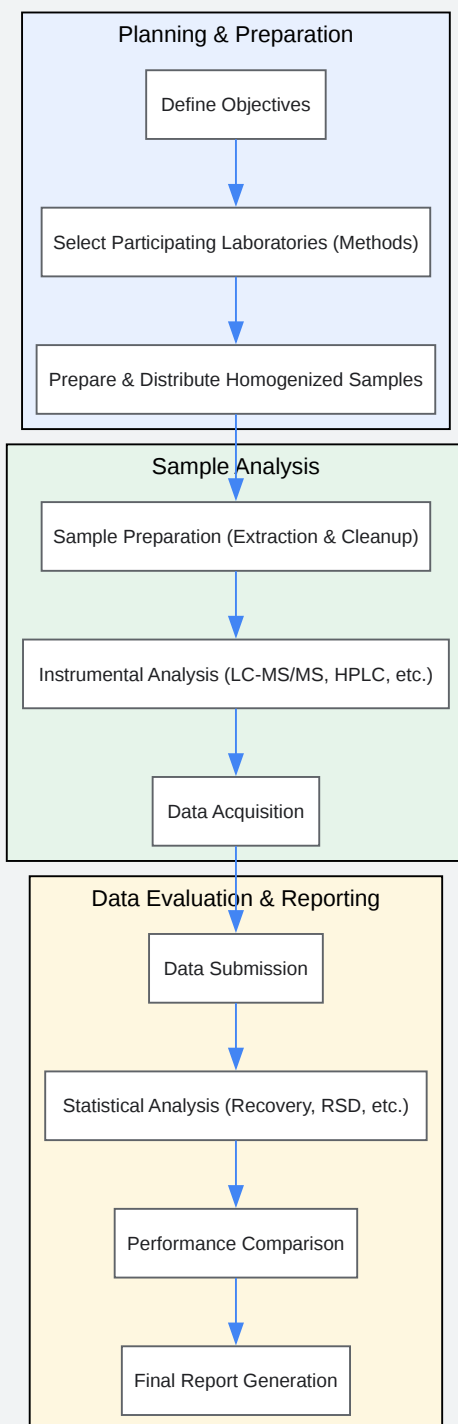 Planning & Preparation
Define Objectives
Select Participating Laboratories (Methods)
Prepare & Distribute Homogenized Samples
Sample Analysis
Sample Preparation (Extraction & Cleanup)
Instrumental Analysis (LC-MS/MS, HPLC, etc.)
Data Acquisition
Data Evaluation & Reporting
Data Submission
Statistical Analysis (Recovery, RSD, etc.)
Performance Comparison
Final Report Generation